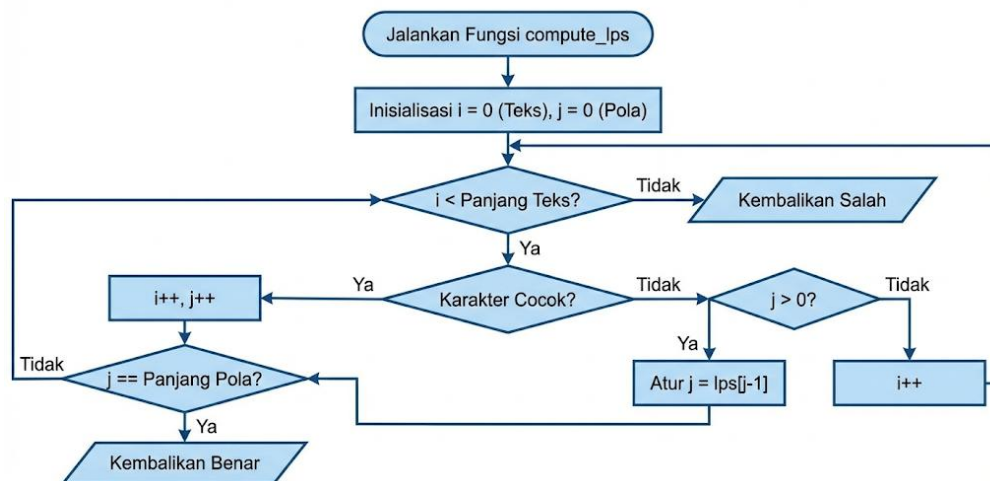 Jalankan Fungsi compute_lps
Inisialisasi i = 0 (Teks), j = 0 (Pola)
i < Panjang Teks?
Tidak
Kembalikan Salah
Ya
Karakter Cocok?
Ya
i++, j++
Tidak
j > 0?
Tidak
Ya
Atur j = lps[j-1]
i++
j == Panjang Pola?
Tidak
Ya
Kembalikan Benar